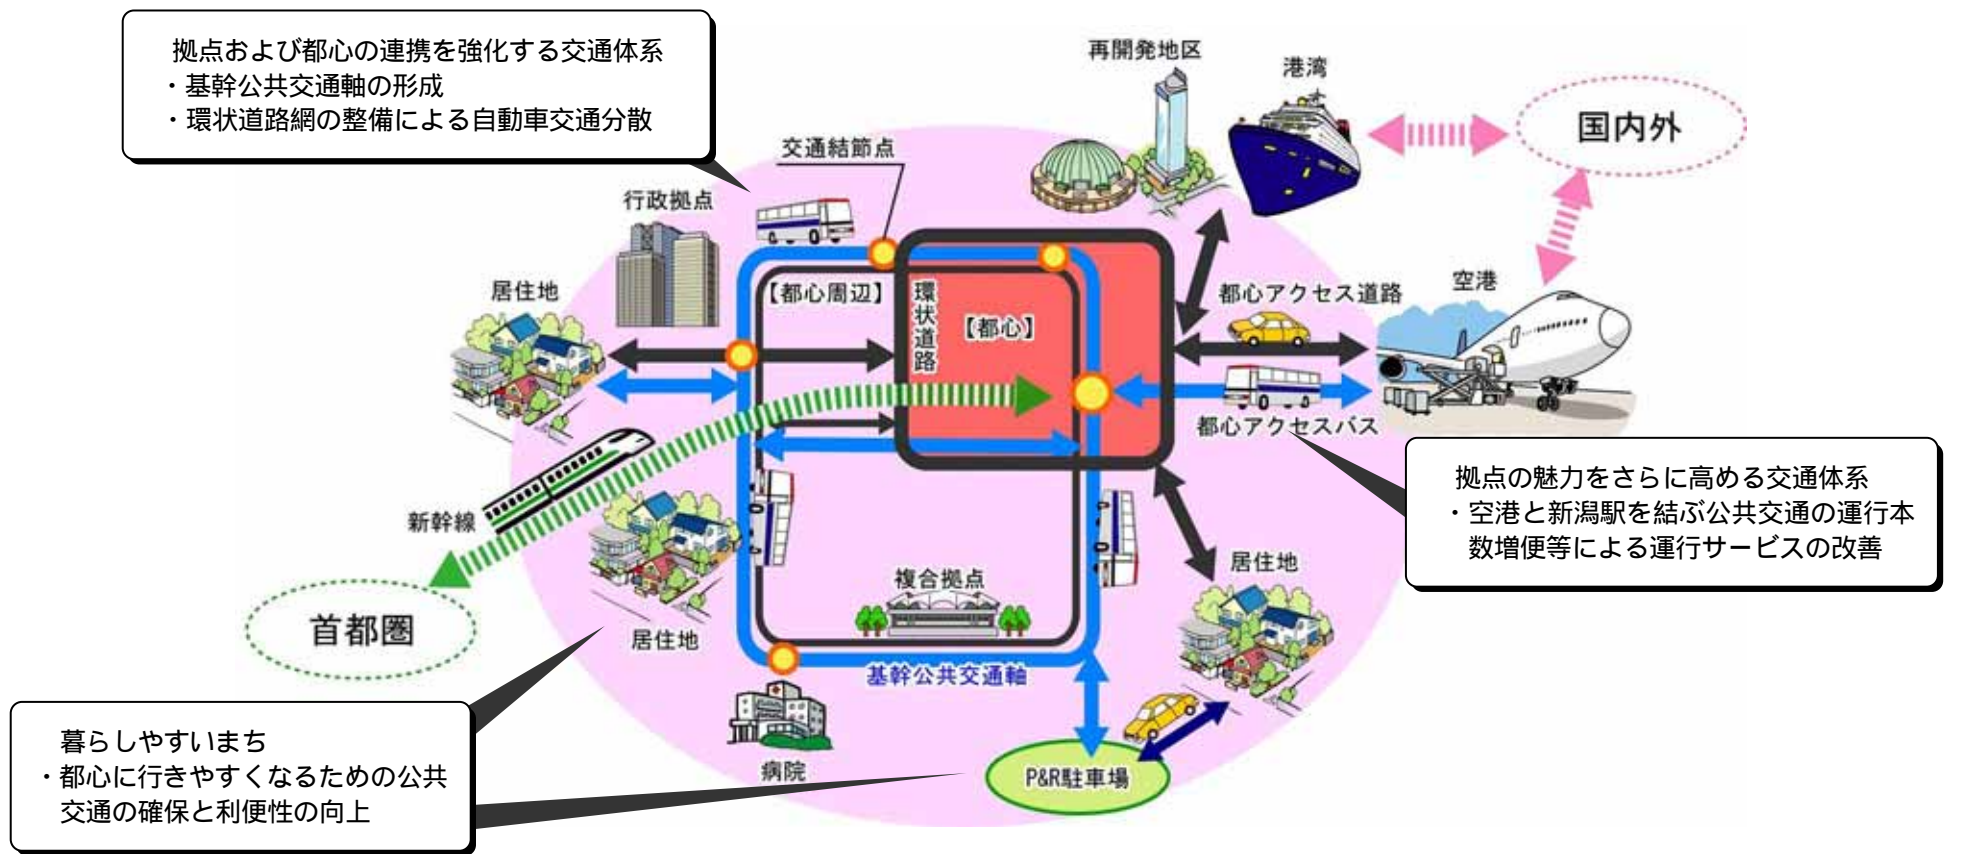 拠点および都心の連携を強化する交通体系
・基幹公共交通軸の形成
・環状道路網の整備による自動車交通分散
再開発地区
港湾
国内外
交通結節点
行政拠点
居住地
【都心周辺】
環状道路
【都心】
都心アクセス道路
空港
都心アクセスバス
拠点の魅力をさらに高める交通体系
・空港と新潟駅を結ぶ公共交通の運行本
数増便等による運行サービスの改善
新幹線
首都圏
居住地
複合拠点
居住地
基幹公共交通軸
病院
P&R駐車場
暮らしやすいまち
・都心に行きやすくなるための公共
交通の確保と利便性の向上